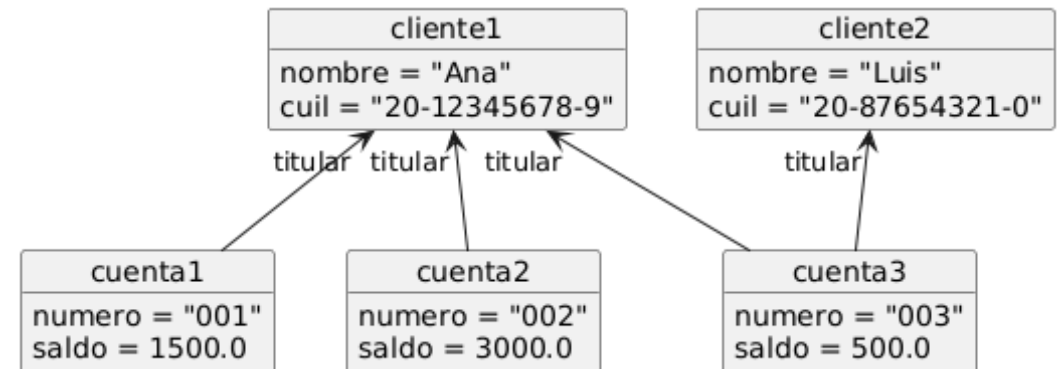 cliente1
nombre = "Ana"
cuil = "20-12345678-9"
cliente2
nombre = "Luis"
cuil = "20-87654321-0"
titular
titular
titular
titular
cuenta1
numero = "001"
saldo = 1500.0
cuenta2
numero = "002"
saldo = 3000.0
cuenta3
numero = "003"
saldo = 500.0